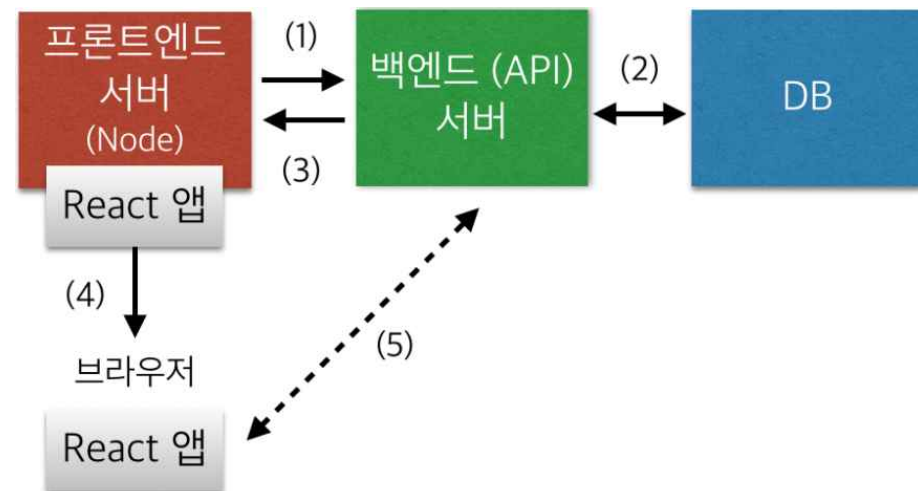 프론트엔드
서버
(Node)
React 앱
(1)
(3)
백엔드 (API)
서버
(2)
DB
(4)
(5)
브라우저
React 앱